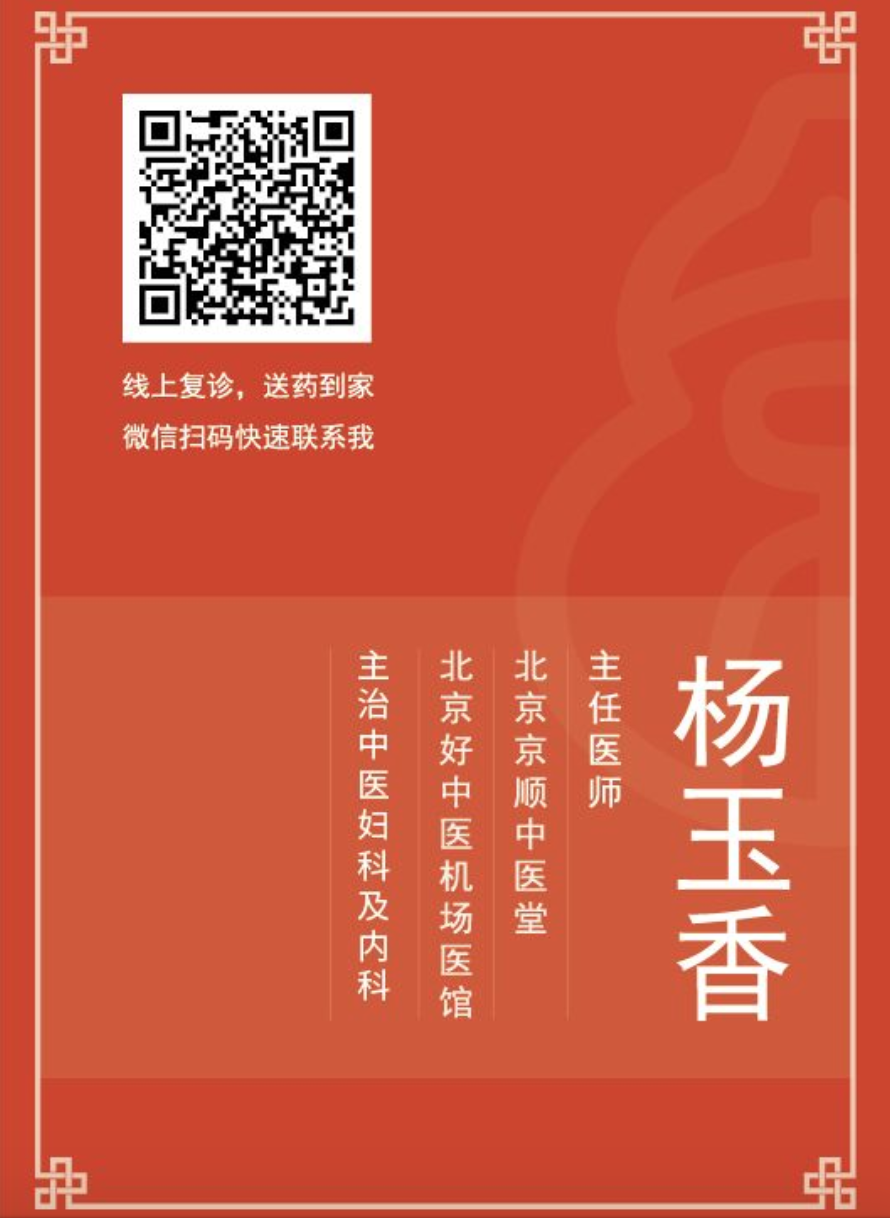 线上复诊，送药到家
微信扫码快速联系我
杨玉香
主任医师
北京京顺中医堂
北京好中医机场医馆
主治中医妇科及内科